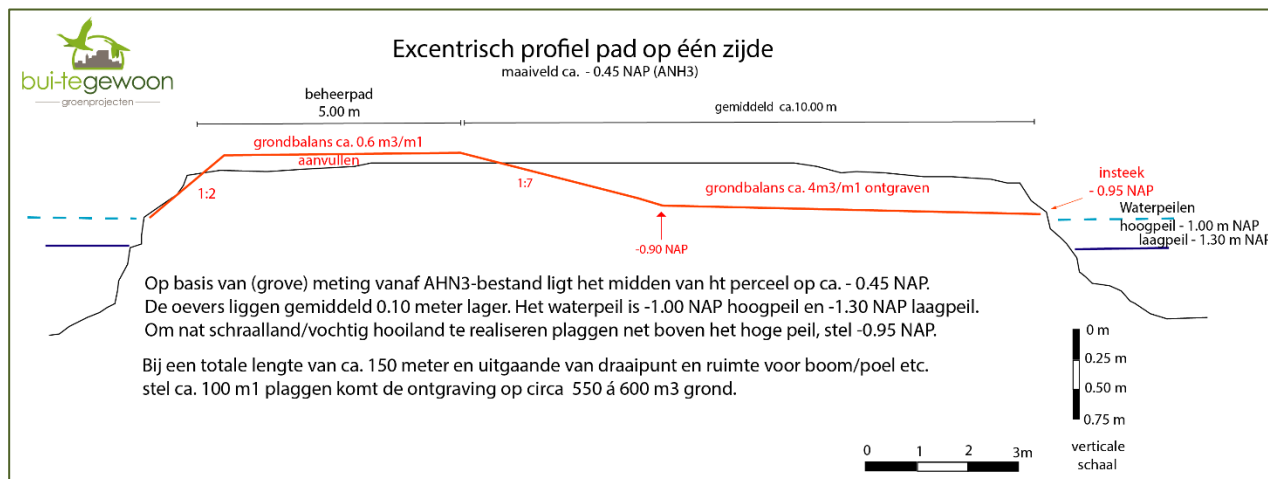 bui-tegewoon
groenprojecten
Excentrisch profiel pad op één zijde
maaiveld ca. - 0.45 NAP (ANH3)
beheerpad
5.00 m
gemiddeld ca.10.00 m
grondbalans ca. 0.6 m3/m1
aanvullen
1:2
1:7
grondbalans ca. 4m3/m1 ontgraven
insteek
- 0.95 NAP
-0.90 NAP
Waterpeilen
hoogpeil - 1.00 m NAP
laagpeil - 1.30 m NAP
Op basis van (grove) meting vanaf AHN3-bestand ligt het midden van ht perceel op ca. - 0.45 NAP.
De oevers liggen gemiddeld 0.10 meter lager. Het waterpeil is -1.00 NAP hoogpeil en -1.30 NAP laagpeil.
Om nat schraalland/vochtig hooiland te realiseren plaggen net boven het hoge peil, stel -0.95 NAP.
Bij een totale lengte van ca. 150 meter en uitgaande van draaipunt en ruimte voor boom/poel etc.
stel ca. 100 m1 plaggen komt de ontgraving op circa 550 á 600 m3 grond.
0 m
0.25 m
0.50 m
0.75 m
verticale
schaal
0 1 2 3m